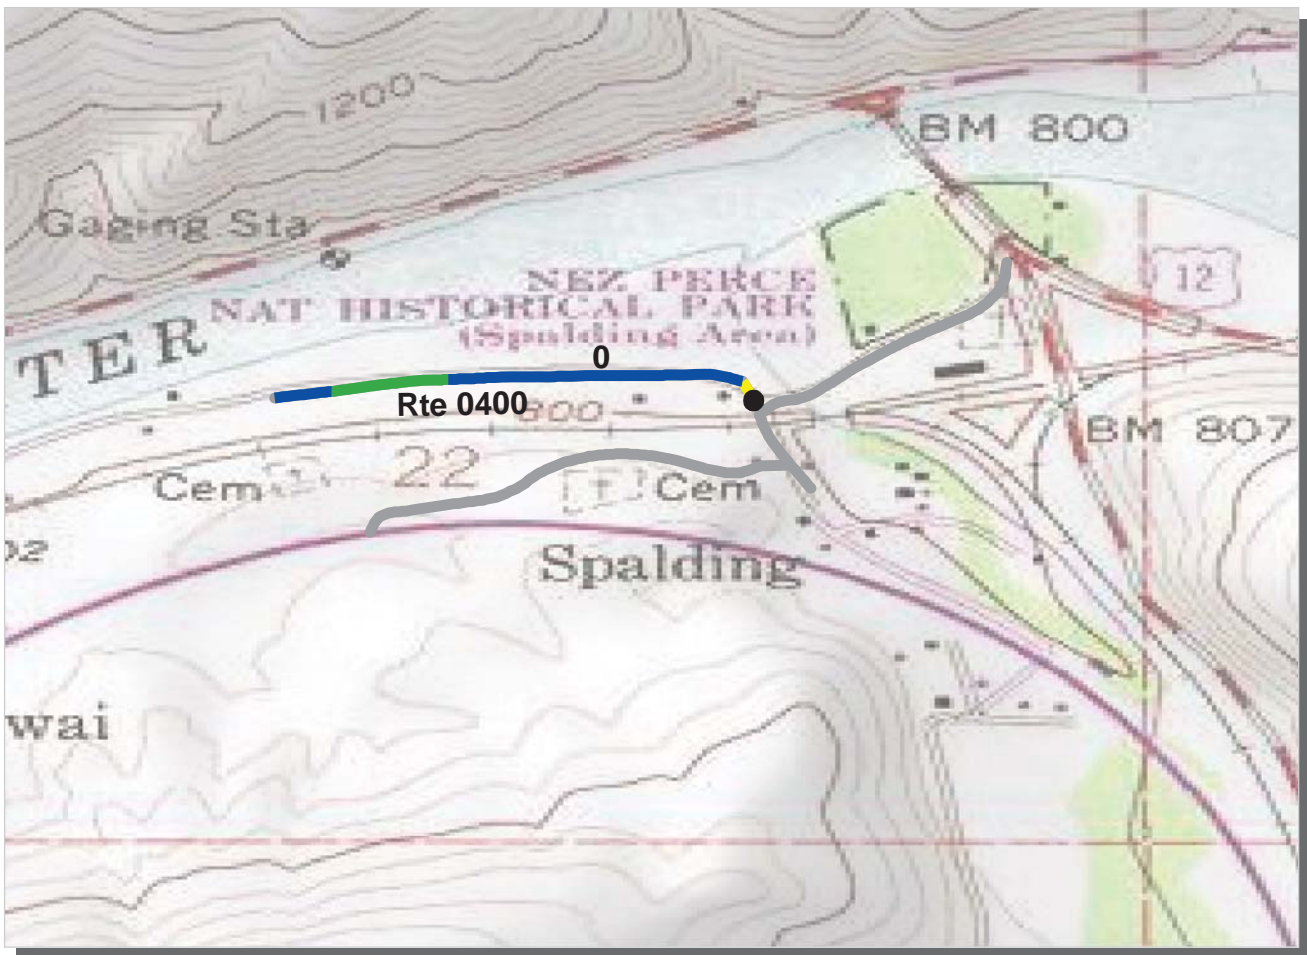 1200
BM 800
Gaging Sta
12
NEZ PERCE
NAT HISTORICAL PARK
(Spalding Area)
TER
0
Rte 0400
800
BM 807
22
Cem
Cem
Spalding
wai